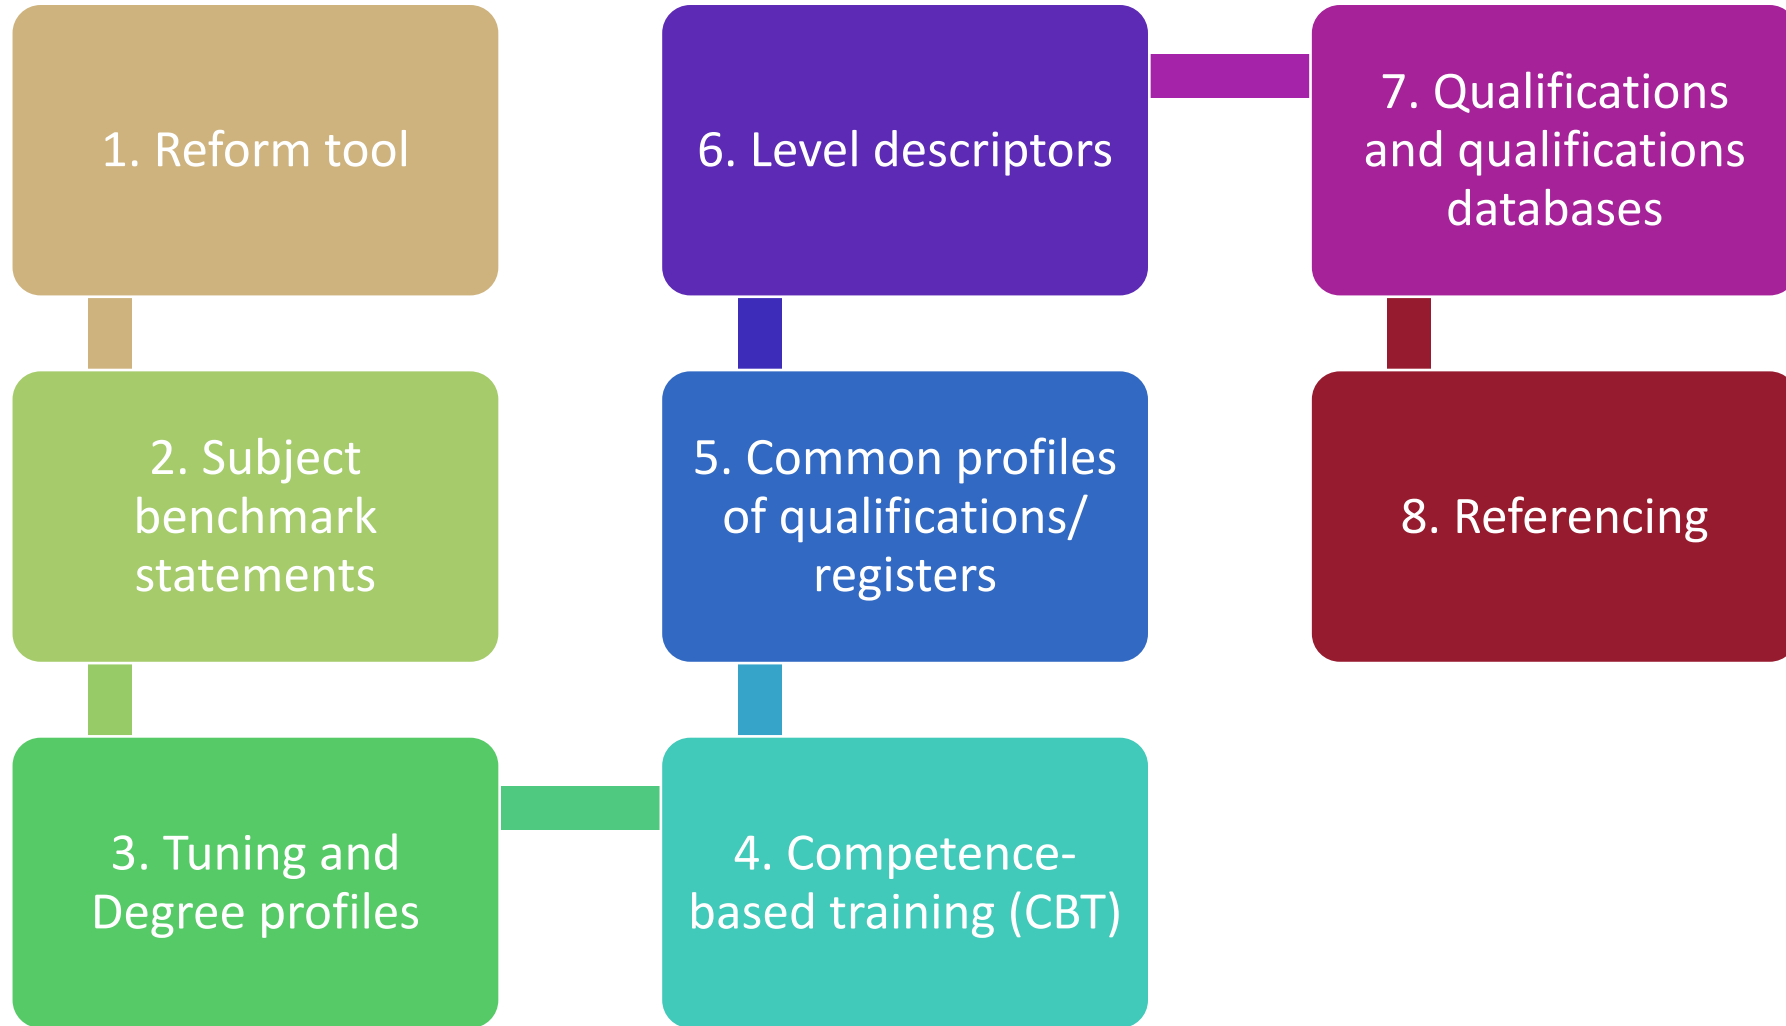 1. Reform tool
2. Subject
benchmark
statements
3. Tuning and
Degree profiles
4. Competence-
based training (CBT)
5. Common profiles
of qualifications/
registers
6. Level descriptors
7. Qualifications
and qualifications
databases
8. Referencing